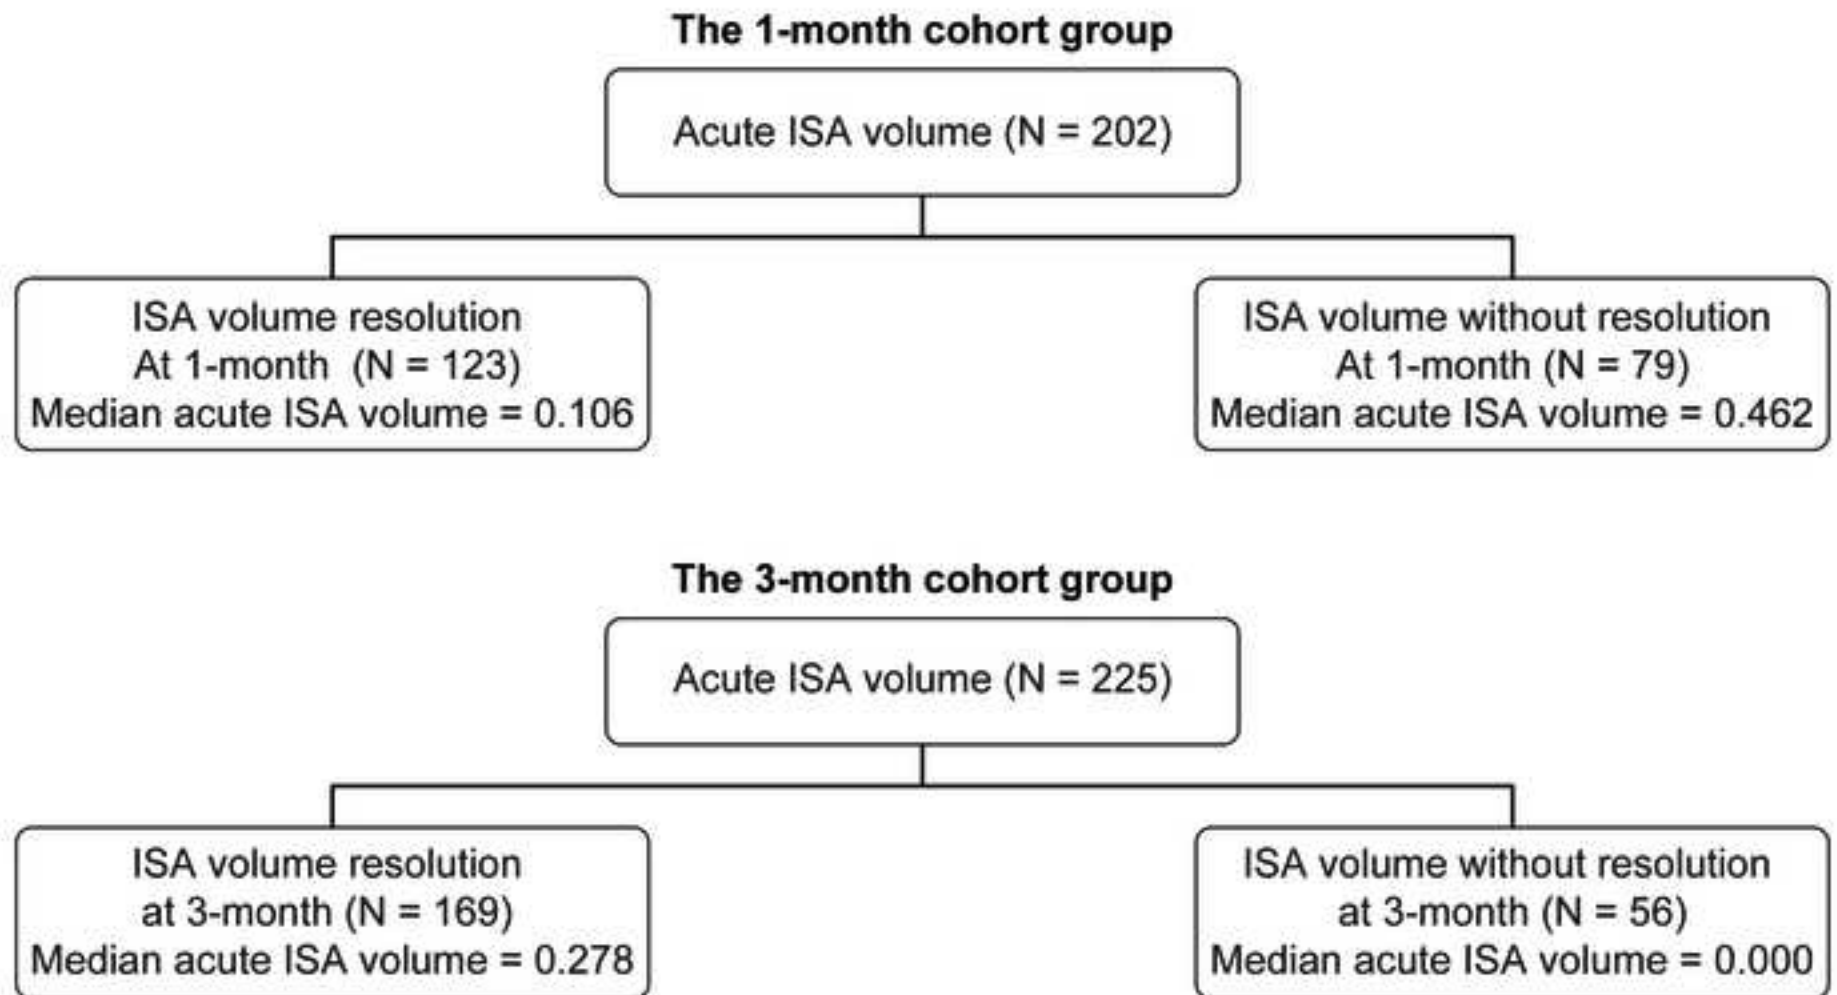 The 1-month cohort group
Acute ISA volume (N = 202)
ISA volume resolution
At 1-month (N = 123)
Median acute ISA volume = 0.106
ISA volume without resolution
At 1-month (N = 79)
Median acute ISA volume = 0.462
The 3-month cohort group
Acute ISA volume (N = 225)
ISA volume resolution
at 3-month (N = 169)
Median acute ISA volume = 0.278
ISA volume without resolution
at 3-month (N = 56)
Median acute ISA volume = 0.000